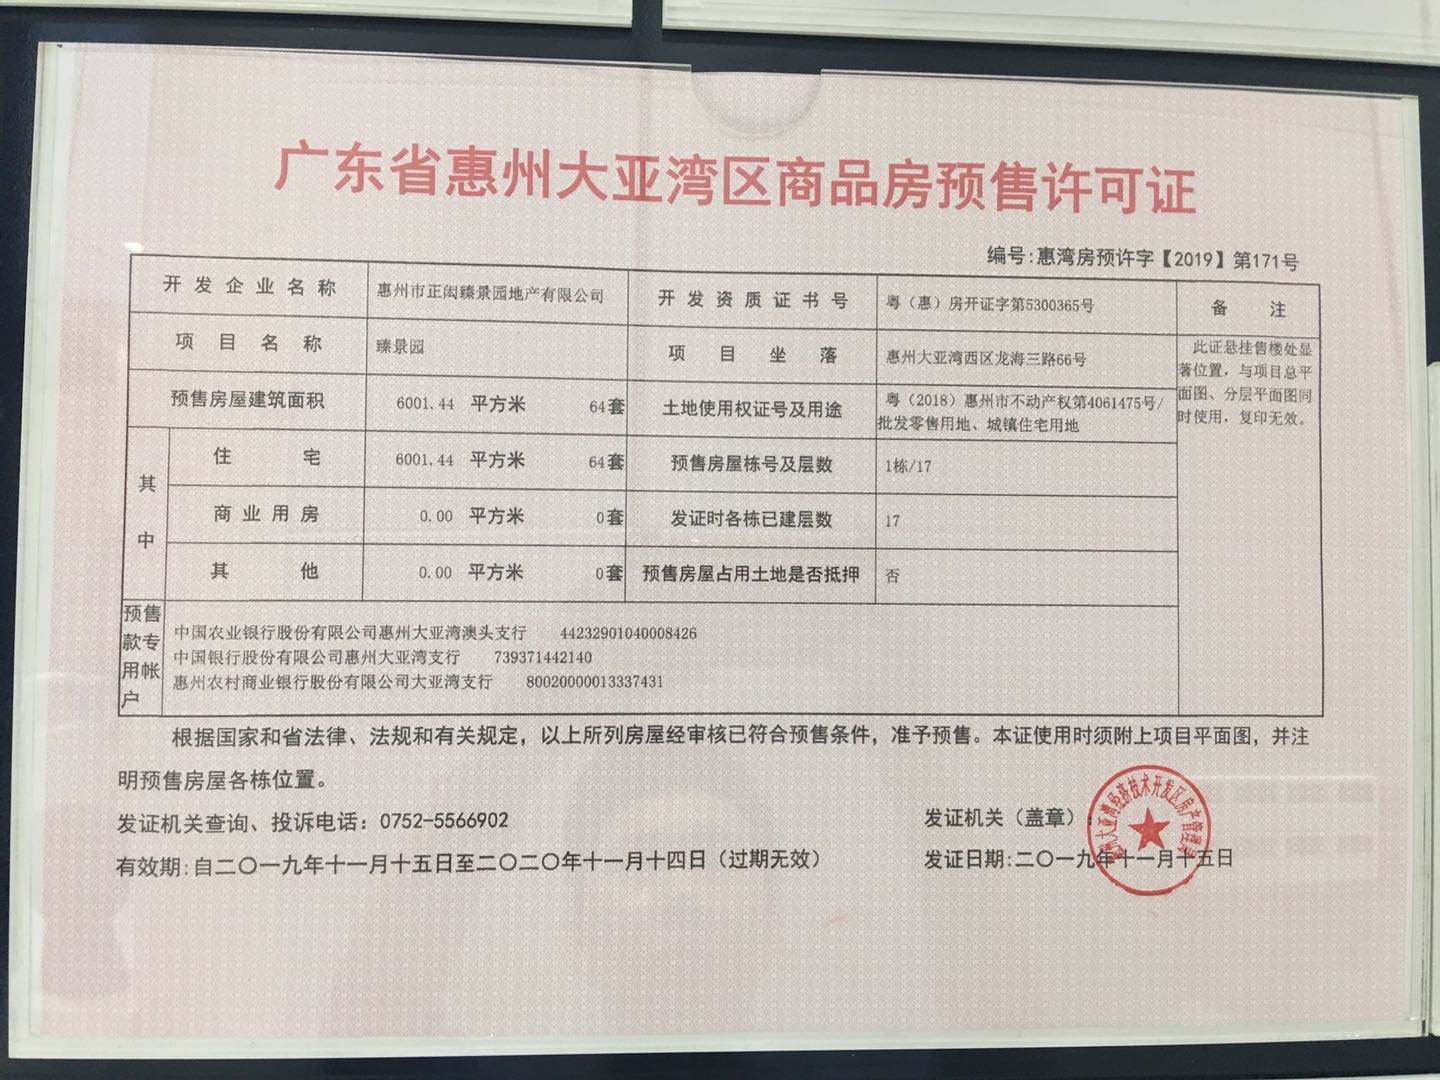 广东省惠州大亚湾区商品房预售许可证
编号:惠湾房预许字【2019】第171号
开发企业名称 惠州市正闳臻景园地产有限公司 开发资质证书号 粤（惠）房开证字第5300365号 备注
项目名称 臻景园 项目坐落 惠州大亚湾西区龙海三路66号
此证悬挂售楼处显
著位置，与项目总平
面图、分层平面图同
时使用，复印无效。
预售房屋建筑面积 6001.44 平方米 64套 土地使用权证号及用途 粤（2018）惠州市不动产权第4061475号/
批发零售用地、城镇住宅用地
其中
住宅 6001.44 平方米 64套 预售房屋栋号及层数 1栋/17
商业用房 0.00 平方米 0套 发证时各栋已建层数 17
其他 0.00 平方米 0套 预售房屋占用土地是否抵押 否
预售
款专
用帐
户
中国农业银行股份有限公司惠州大亚湾澳头支行 44232901040008426
中国银行股份有限公司惠州大亚湾支行 739371442140
惠州农村商业银行股份有限公司大亚湾支行 80020000013337431
根据国家和省法律、法规和有关规定，以上所列房屋经审核已符合预售条件，准予预售。本证使用时须附上项目平面图，并注
明预售房屋各栋位置。
发证机关查询、投诉电话：0752-5566902 发证机关（盖章）:
有效期:自二〇一九年十一月十五日至二〇二〇年十一月十四日（过期无效） 发证日期:二〇一九年十一月十五日
惠州大亚湾经济技术开发区房产管理局